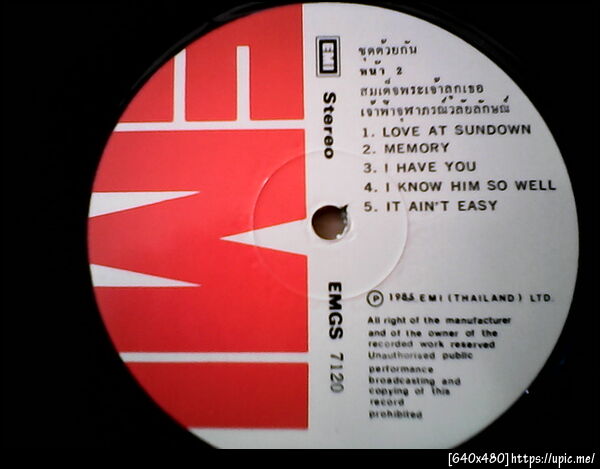 EMI
EMI
Stereo
ชุดด้วยกัน
หน้า 2
สมเด็จพระเจ้าลูกเธอ
เจ้าฟ้าจุฬาภรณ์วลัยลักษณ์
1. LOVE AT SUNDOWN
2. MEMORY
3. I HAVE YOU
4. I KNOW HIM SO WELL
5. IT AIN'T EASY
EMGS 7120
Ⓟ 1985 EMI (THAILAND) LTD.
All right of the manufacturer
and of the owner of the
recorded work reserved
Unauthorised public
performance
broadcasting and
copying of this
record
prohibited
[640x480]https://upic.me/